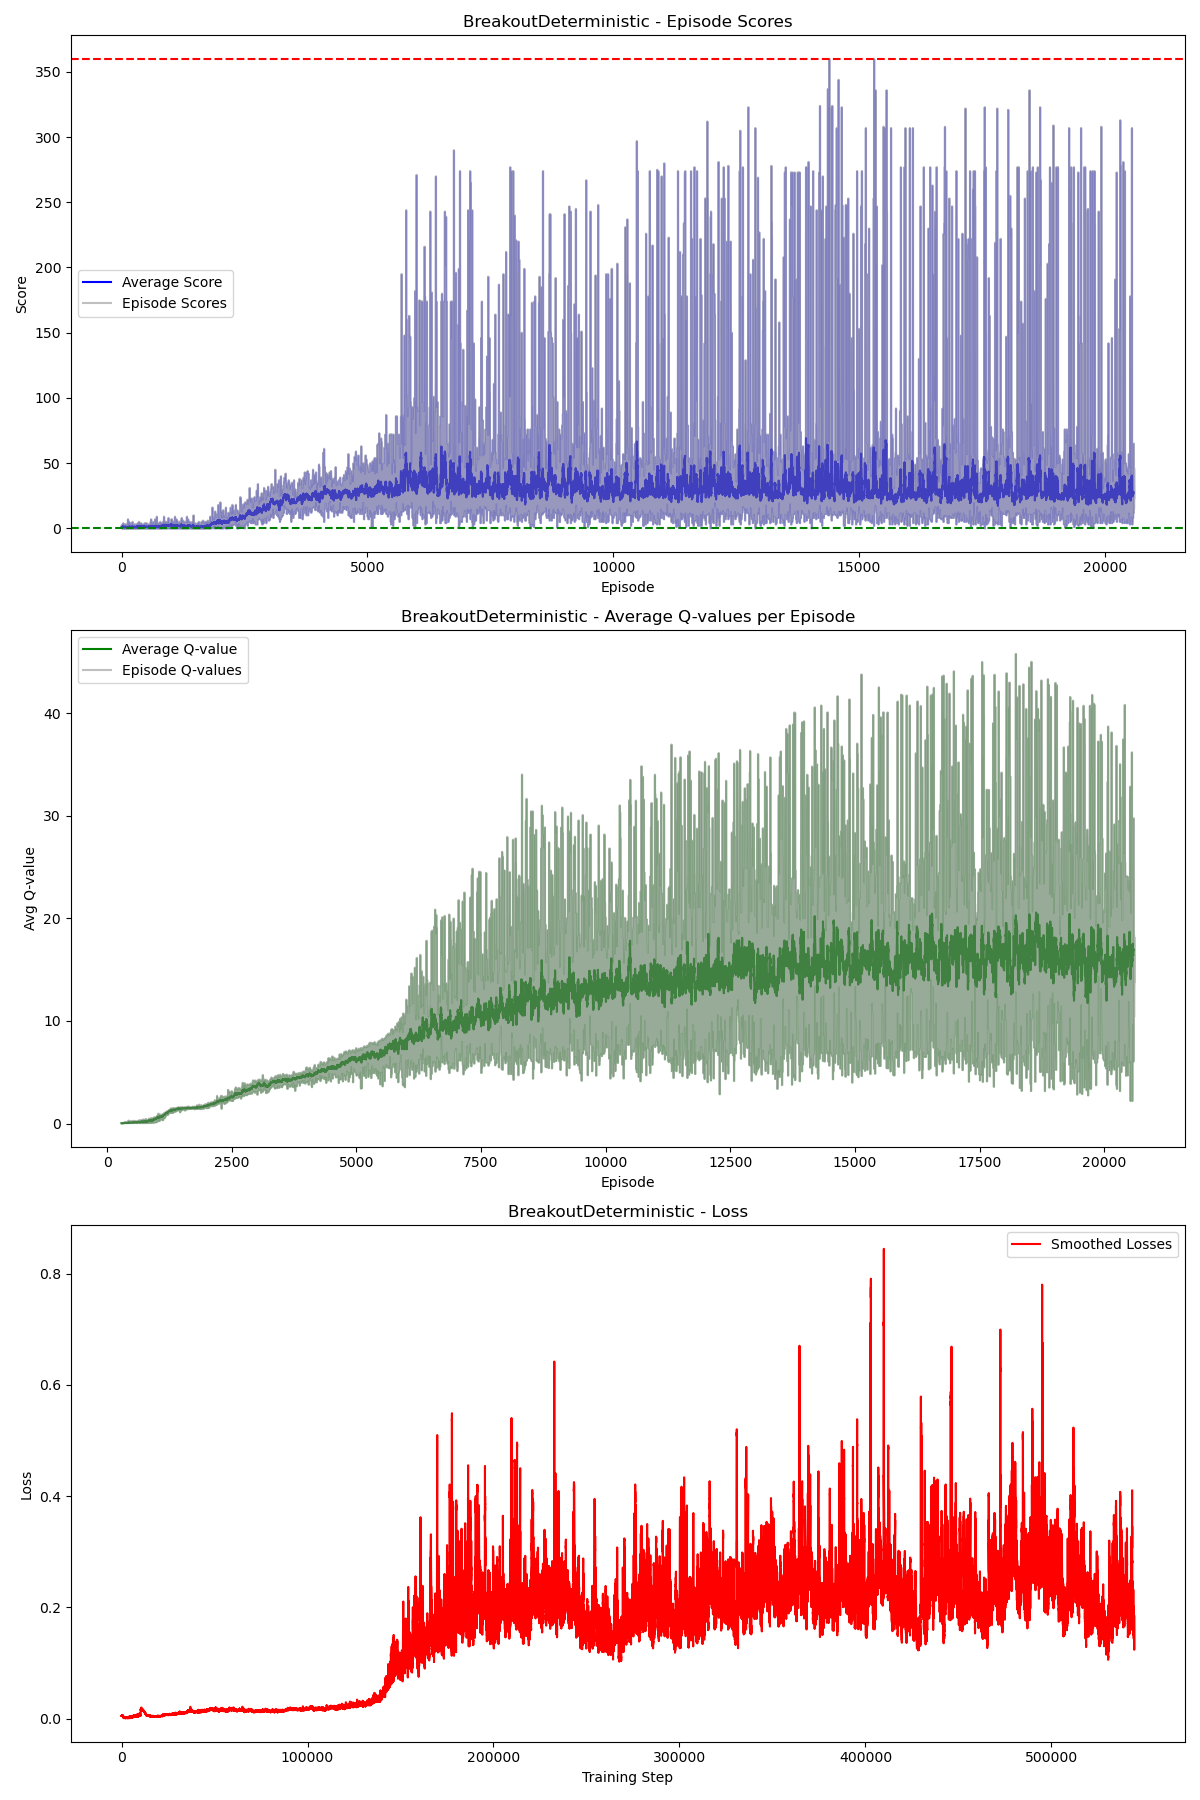 BreakoutDeterministic - Episode Scores
350
300
250
200
150
100
50
0
Score
Average Score
Episode Scores
0 5000 10000 15000 20000
Episode
BreakoutDeterministic - Average Q-values per Episode
40
30
20
10
0
Avg Q-value
Average Q-value
Episode Q-values
0 2500 5000 7500 10000 12500 15000 17500 20000
Episode
BreakoutDeterministic - Loss
0.8
0.6
0.4
0.2
0.0
Loss
Smoothed Losses
0 100000 200000 300000 400000 500000
Training Step